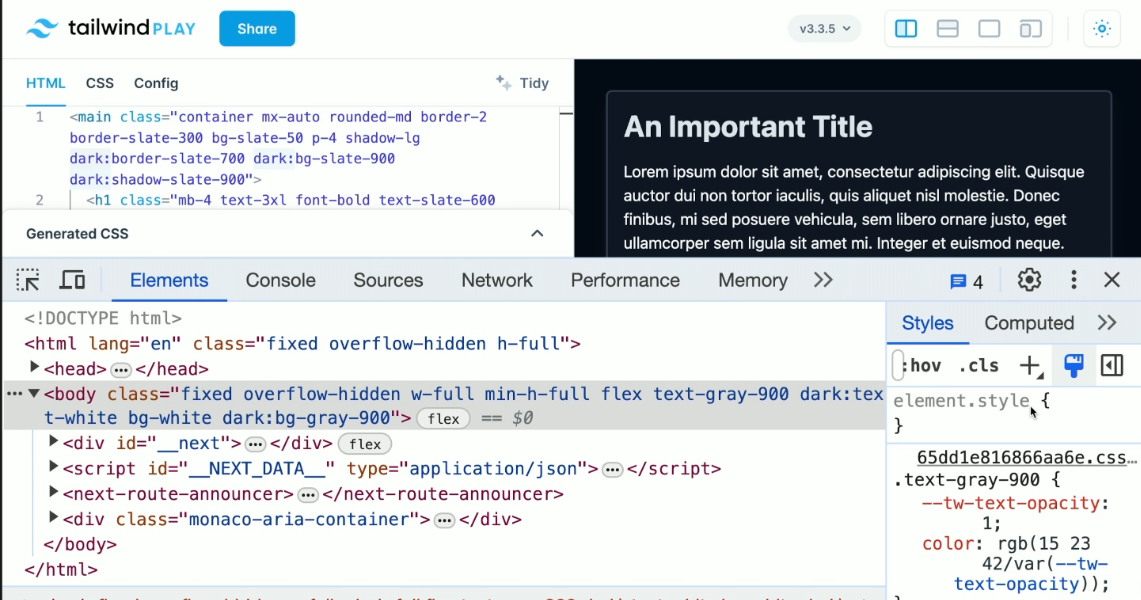 tailwind PLAY Share v3.3.5
HTML CSS Config Tidy
1 <main class="container mx-auto rounded-md border-2
border-slate-300 bg-slate-50 p-4 shadow-lg
dark:border-slate-700 dark:bg-slate-900
dark:shadow-slate-900">
2 <h1 class="mb-4 text-3xl font-bold text-slate-600
Generated CSS
An Important Title
Lorem ipsum dolor sit amet, consectetur adipiscing elit. Quisque
auctor dui non tortor iaculis, quis aliquet nisl molestie. Donec
finibus, mi sed posuere vehicula, sem libero ornare justo, eget
ullamcorper sem ligula sit amet mi. Integer et euismod neque.
Elements Console Sources Network Performance Memory 4
<!DOCTYPE html>
<html lang="en" class="fixed overflow-hidden h-full">
<head> </head>
<body class="fixed overflow-hidden w-full min-h-full flex text-gray-900 dark:tex
t-white bg-white dark:bg-gray-900"> flex == $0
<div id="__next"> </div> flex
<script id="__NEXT_DATA__" type="application/json"> </script>
<next-route-announcer> </next-route-announcer>
<div class="monaco-aria-container"> </div>
</body>
</html>
Styles Computed
:hov .cls
element.style {
}
65dd1e816866aa6e.css…
.text-gray-900 {
--tw-text-opacity:
1;
color: rgb(15 23
42/var(--tw-
text-opacity));